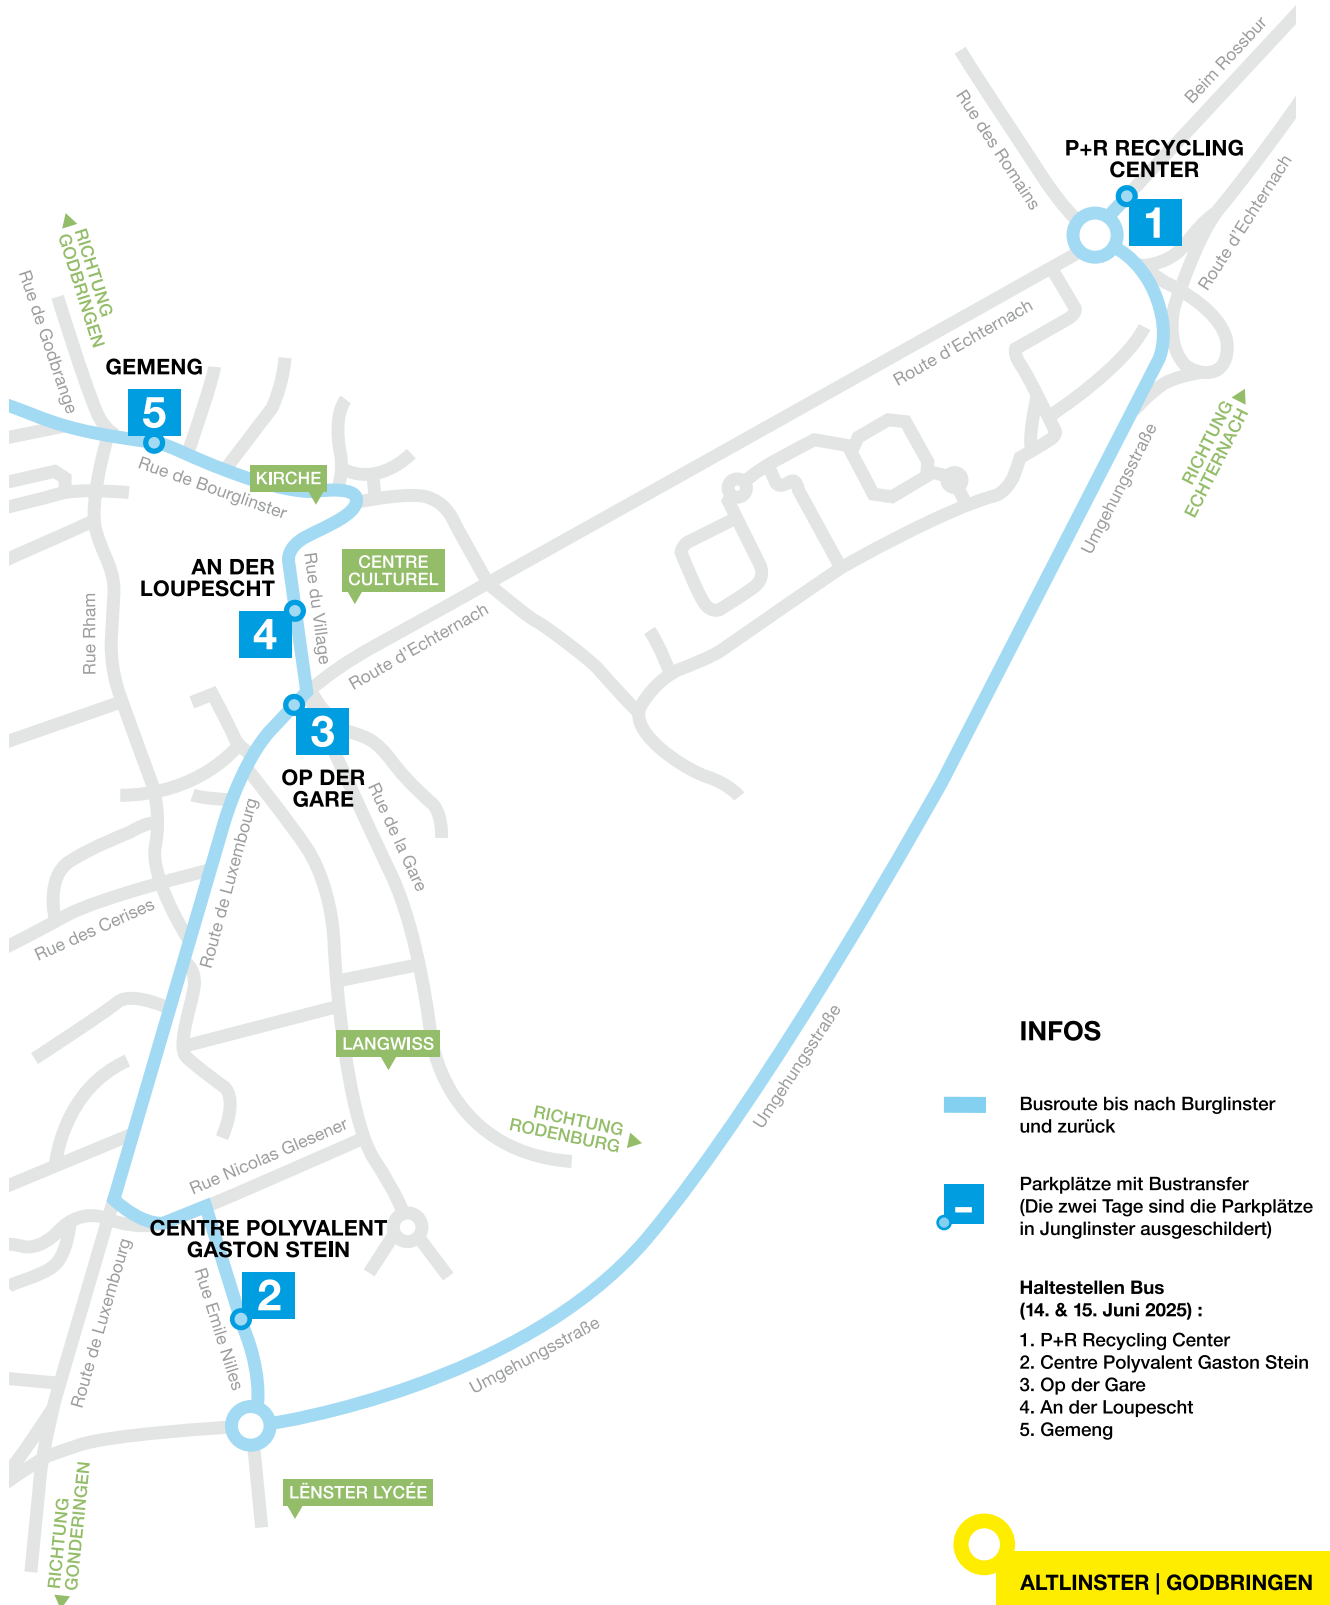 Beim Rossbur
Rue des Romains
P+R RECYCLING
CENTER
1
Route d'Echternach
RICHTUNG
GODBRINGEN
Rue de Godbrange
Route d'Echternach
GEMENG
5
RICHTUNG
ECHTERNACH
Rue de Bourglinster
KIRCHE
Umgehungsstraße
AN DER
LOUPESCHT
4
Rue du Village
CENTRE
CULTUREL
Rue Rham
Route d'Echternach
3
OP DER
GARE
Rue de la Gare
Route de Luxembourg
Rue des Cerises
LANGWISS
Umgehungsstraße
RICHTUNG
RODENBURG
Rue Nicolas Glesener
CENTRE POLYVALENT
GASTON STEIN
2
Rue Emile Nilles
Route de Luxembourg
Umgehungsstraße
LËNSTER LYCÉE
RICHTUNG
GONDERINGEN
INFOS
Busroute bis nach Burglinster
und zurück
-
Parkplätze mit Bustransfer
(Die zwei Tage sind die Parkplätze
in Junglinster ausgeschildert)
Haltestellen Bus
(14. & 15. Juni 2025) :
1. P+R Recycling Center
2. Centre Polyvalent Gaston Stein
3. Op der Gare
4. An der Loupescht
5. Gemeng
ALTLINSTER | GODBRINGEN